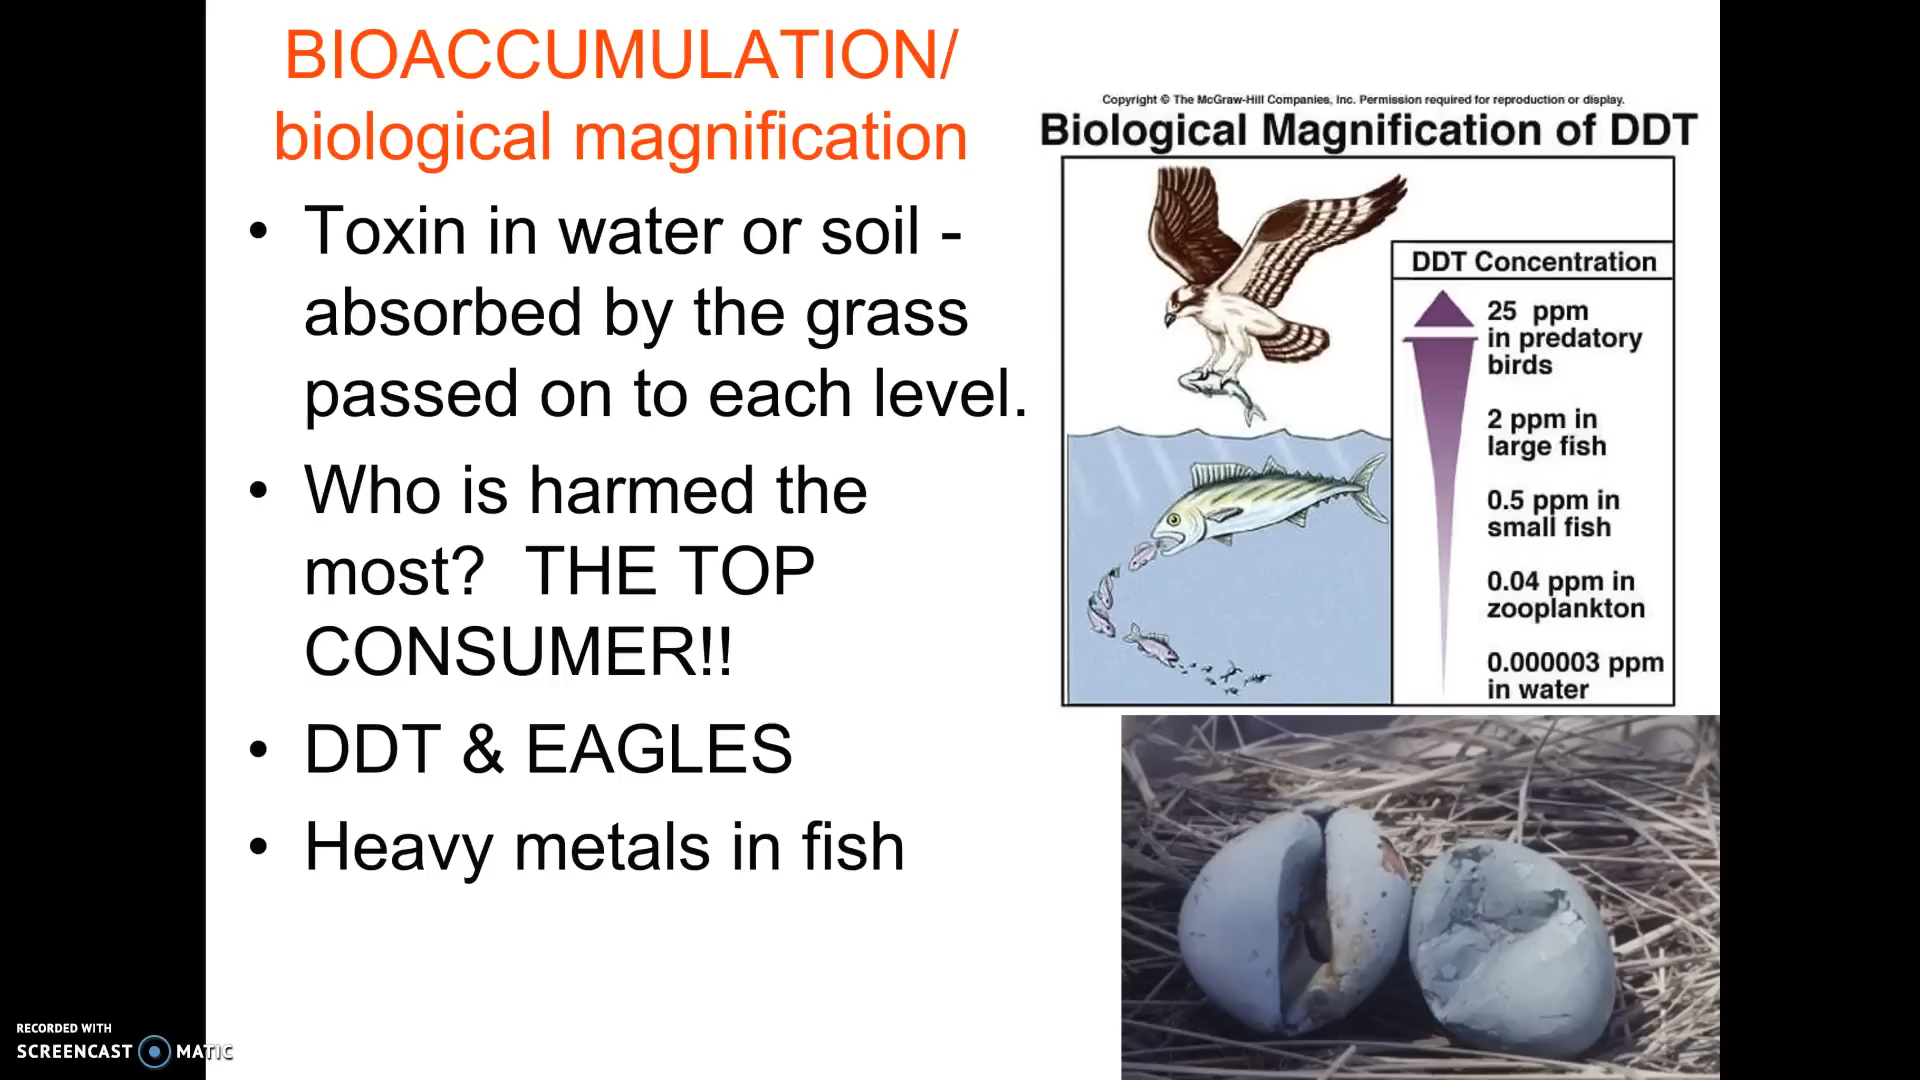 BIOACCUMULATION/
biological magnification
• Toxin in water or soil -
absorbed by the grass
passed on to each level.
• Who is harmed the
most? THE TOP
CONSUMER!!
• DDT & EAGLES
• Heavy metals in fish
Copyright © The McGraw-Hill Companies, Inc. Permission required for reproduction or display.
Biological Magnification of DDT
DDT Concentration
25 ppm
in predatory
birds
2 ppm in
large fish
0.5 ppm in
small fish
0.04 ppm in
zooplankton
0.000003 ppm
in water
RECORDED WITH
SCREENCAST MATIC